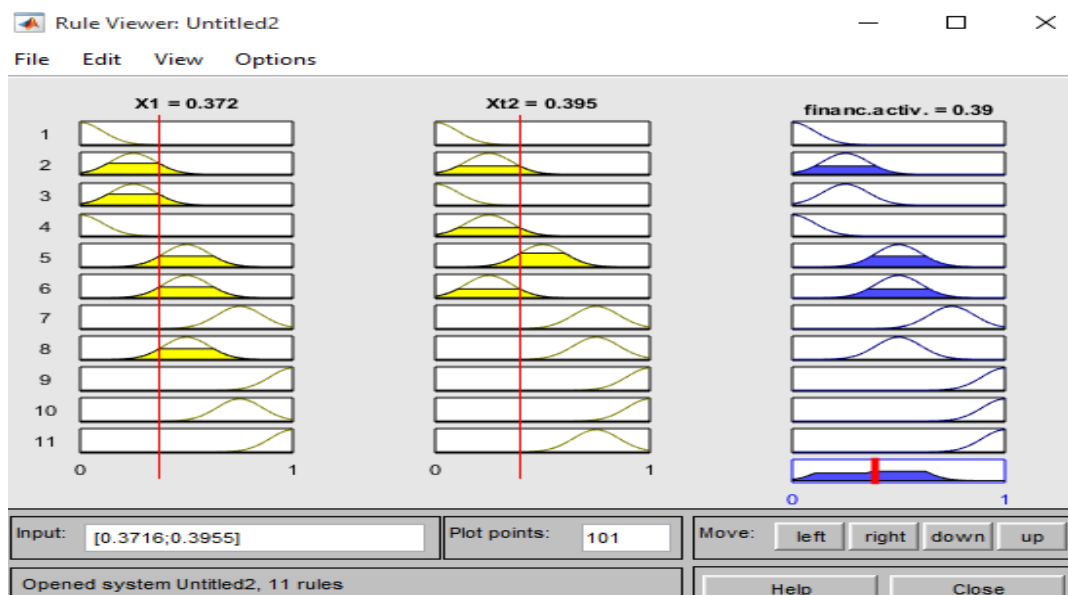 Rule Viewer: Untitled2
File Edit View Options
X1 = 0.372 Xt2 = 0.395 financ.activ. = 0.39
1
2
3
4
5
6
7
8
9
10
11
0 1 0 1
0 1
Input: [0.3716;0.3955] Plot points: 101 Move: left right down up
Opened system Untitled2, 11 rules Help Close